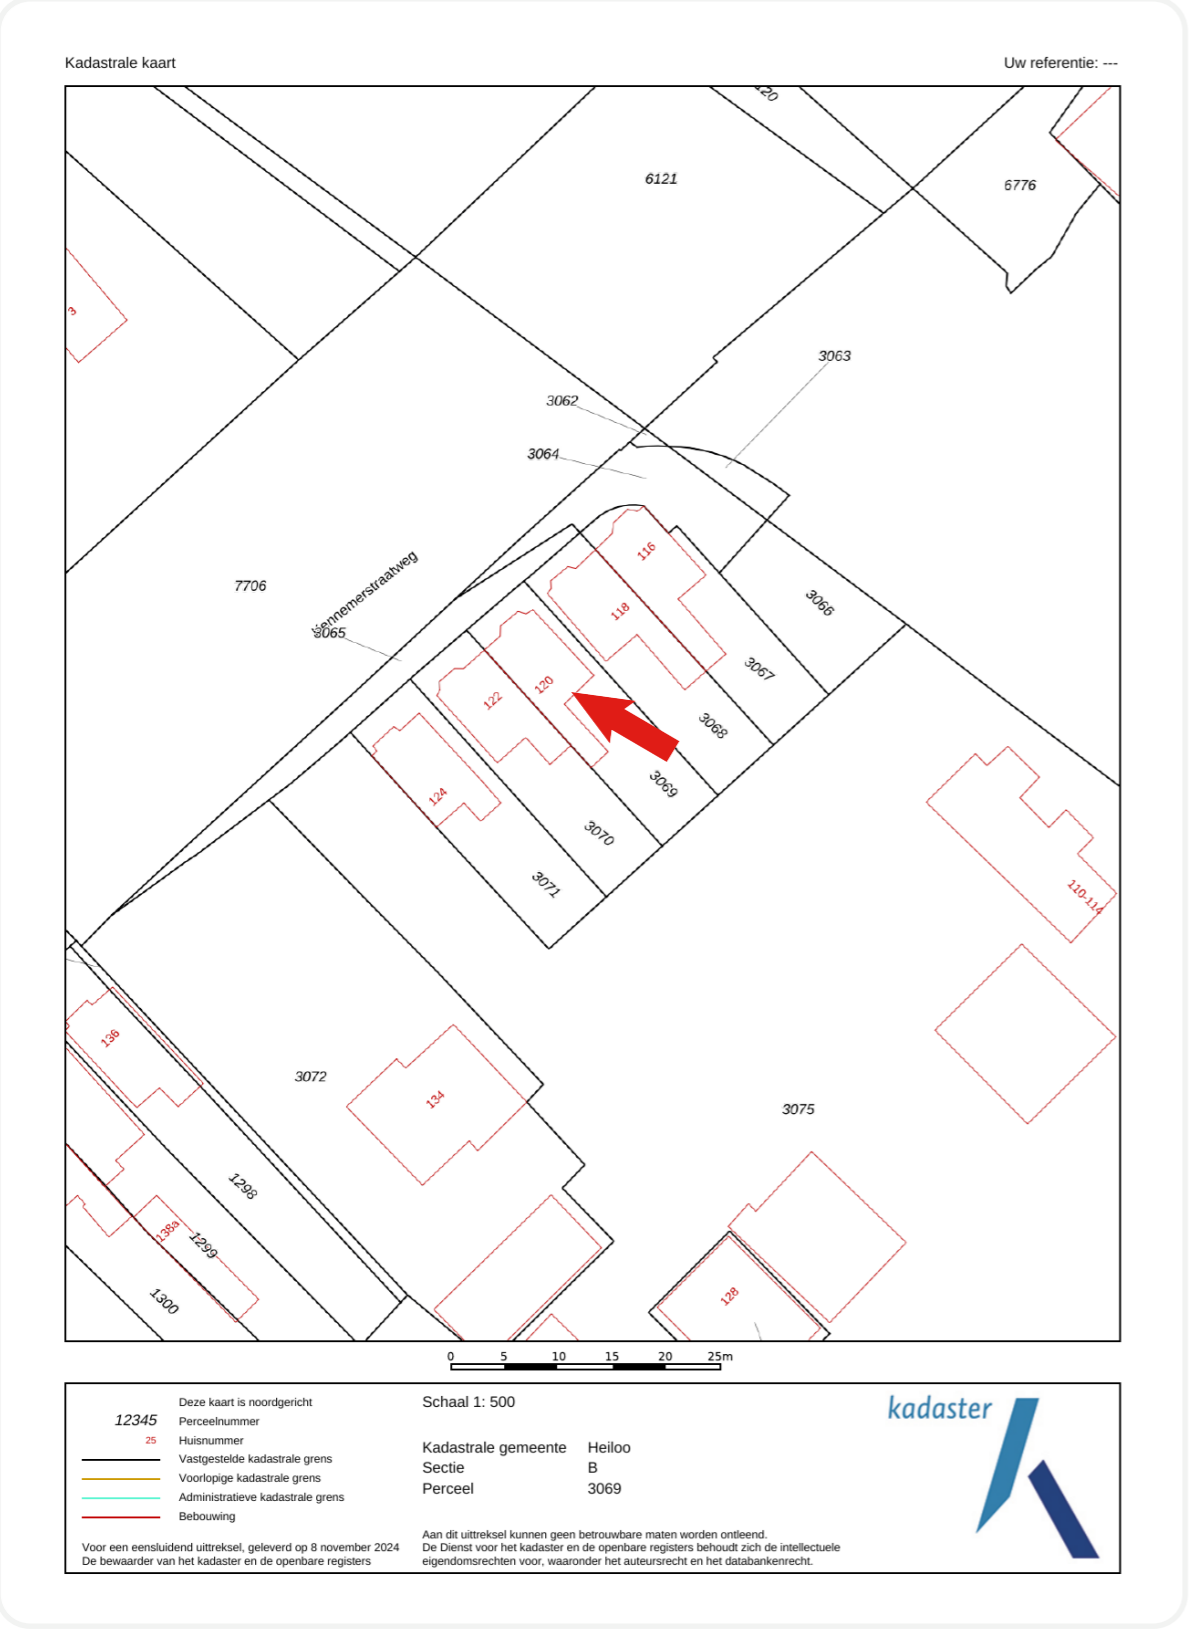 Kadastrale kaart
Uw referentie: ---
6121
6776
3
3063
3062
3064
116
7706
Kennemerstraatweg
3065
118
3066
120
122
3067
3068
3069
124
3070
3071
110-114
136
3072
134
3075
1298
138a
1299
1300
128
0 5 10 15 20 25m
Deze kaart is noordgericht
12345 Perceelnummer
25 Huisnummer
Vastgestelde kadastrale grens
Voorlopige kadastrale grens
Administratieve kadastrale grens
Bebouwing
Voor een eensluidend uittreksel, geleverd op 8 november 2024
De bewaarder van het kadaster en de openbare registers
Schaal 1: 500
Kadastrale gemeente Heiloo
Sectie B
Perceel 3069
Aan dit uittreksel kunnen geen betrouwbare maten worden ontleend.
De Dienst voor het kadaster en de openbare registers behoudt zich de intellectuele
eigendomsrechten voor, waaronder het auteursrecht en het databankenrecht.
kadaster